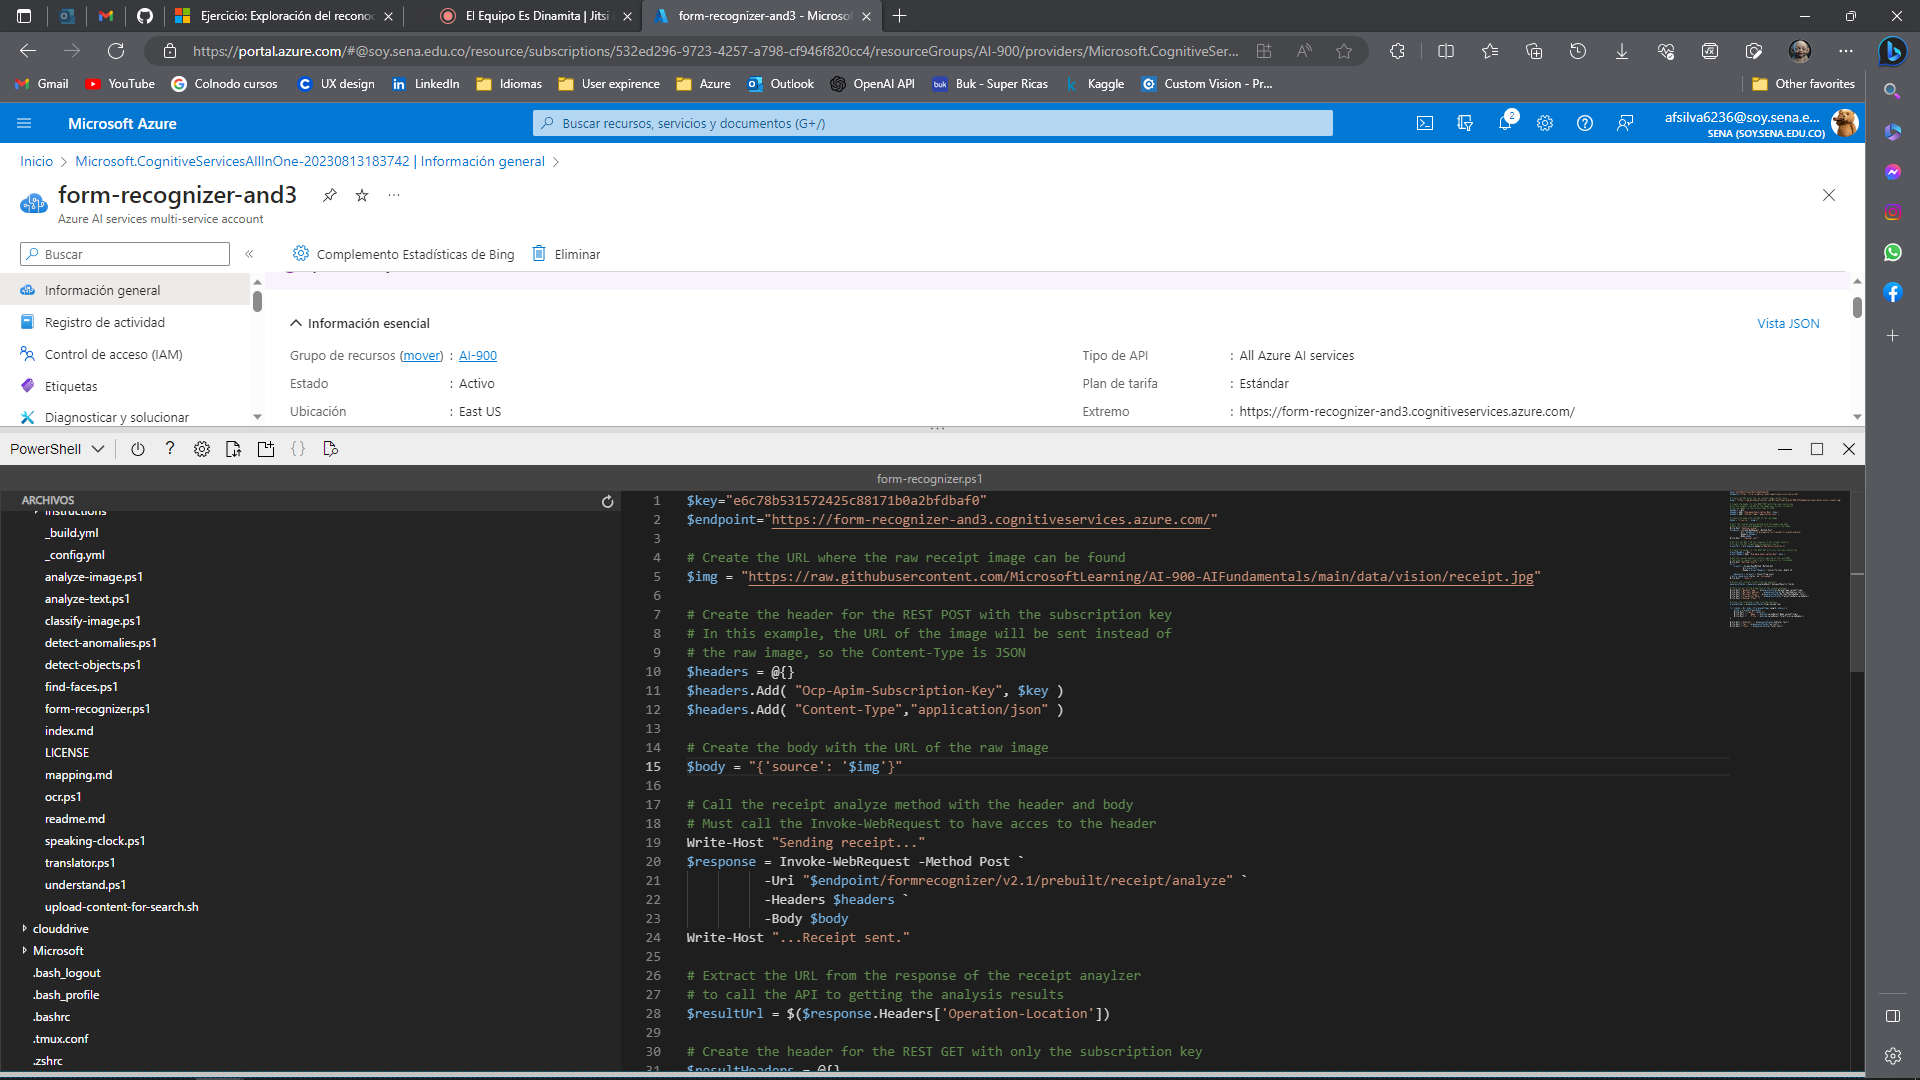 Ejercicio: Exploración del recono
El Equipo Es Dinamita | Jitsi
form-recognizer-and3 - Microsof
https://portal.azure.com/#@soy.sena.edu.co/resource/subscriptions/532ed296-9723-4257-a798-cf946f820cc4/resourceGroups/AI-900/providers/Microsoft.CognitiveSer...
Gmail
YouTube
Colnodo cursos
UX design
LinkedIn
Idiomas
User expirence
Azure
Outlook
OpenAI API
Buk - Super Ricas
Kaggle
Custom Vision - Pr...
Other favorites
Microsoft Azure
Buscar recursos, servicios y documentos (G+/)
2
afsilva6236@soy.sena.e...
SENA (SOY.SENA.EDU.CO)
Inicio > Microsoft.CognitiveServicesAllInOne-20230813183742 | Información general >
form-recognizer-and3
Azure AI services multi-service account
Buscar
Complemento Estadísticas de Bing
Eliminar
Información general
Registro de actividad
Control de acceso (IAM)
Etiquetas
Diagnosticar y solucionar
Información esencial
Vista JSON
Grupo de recursos (mover) : AI-900
Estado : Activo
Ubicación : East US
Tipo de API : All Azure AI services
Plan de tarifa : Estándar
Extremo : https://form-recognizer-and3.cognitiveservices.azure.com/
PowerShell
form-recognizer.ps1
ARCHIVOS
instructions
_build.yml
_config.yml
analyze-image.ps1
analyze-text.ps1
classify-image.ps1
detect-anomalies.ps1
detect-objects.ps1
find-faces.ps1
form-recognizer.ps1
index.md
LICENSE
mapping.md
ocr.ps1
readme.md
speaking-clock.ps1
translator.ps1
understand.ps1
upload-content-for-search.sh
clouddrive
Microsoft
.bash_logout
.bash_profile
.bashrc
.tmux.conf
.zshrc
1 $key="e6c78b531572425c88171b0a2bfdbaf0"
2 $endpoint="https://form-recognizer-and3.cognitiveservices.azure.com/"
3
4 # Create the URL where the raw receipt image can be found
5 $img = "https://raw.githubusercontent.com/MicrosoftLearning/AI-900-AIFundamentals/main/data/vision/receipt.jpg"
6
7 # Create the header for the REST POST with the subscription key
8 # In this example, the URL of the image will be sent instead of
9 # the raw image, so the Content-Type is JSON
10 $headers = @{}
11 $headers.Add( "Ocp-Apim-Subscription-Key", $key )
12 $headers.Add( "Content-Type","application/json" )
13
14 # Create the body with the URL of the raw image
15 $body = "{'source': '$img'}"
16
17 # Call the receipt analyze method with the header and body
18 # Must call the Invoke-WebRequest to have acces to the header
19 Write-Host "Sending receipt..."
20 $response = Invoke-WebRequest -Method Post `
21 -Uri "$endpoint/formrecognizer/v2.1/prebuilt/receipt/analyze" `
22 -Headers $headers `
23 -Body $body
24 Write-Host "...Receipt sent."
25
26 # Extract the URL from the response of the receipt anaylzer
27 # to call the API to getting the analysis results
28 $resultUrl = $($response.Headers['Operation-Location'])
29
30 # Create the header for the REST GET with only the subscription key
31 $resultHeaders = @{}